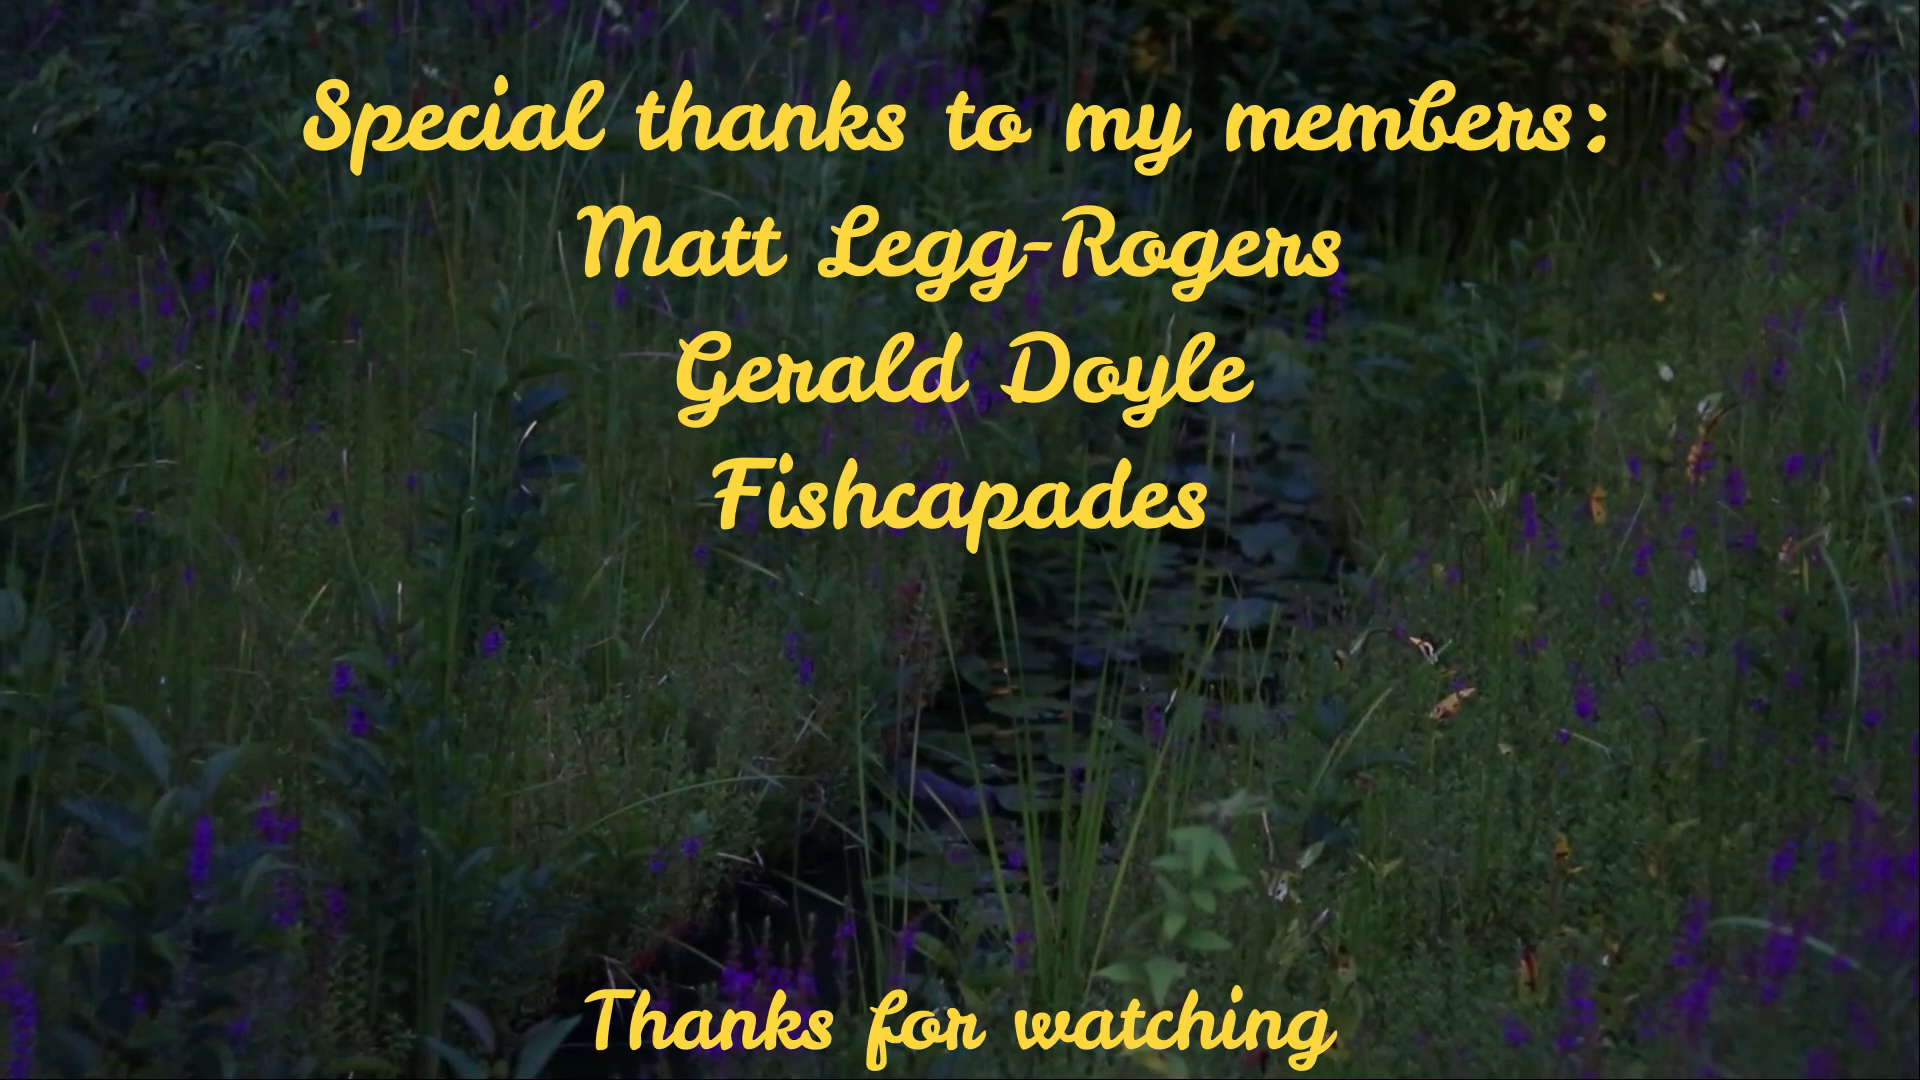 Special thanks to my members:
Matt Legg-Rogers
Gerald Doyle
Fishcapades
Thanks for watching